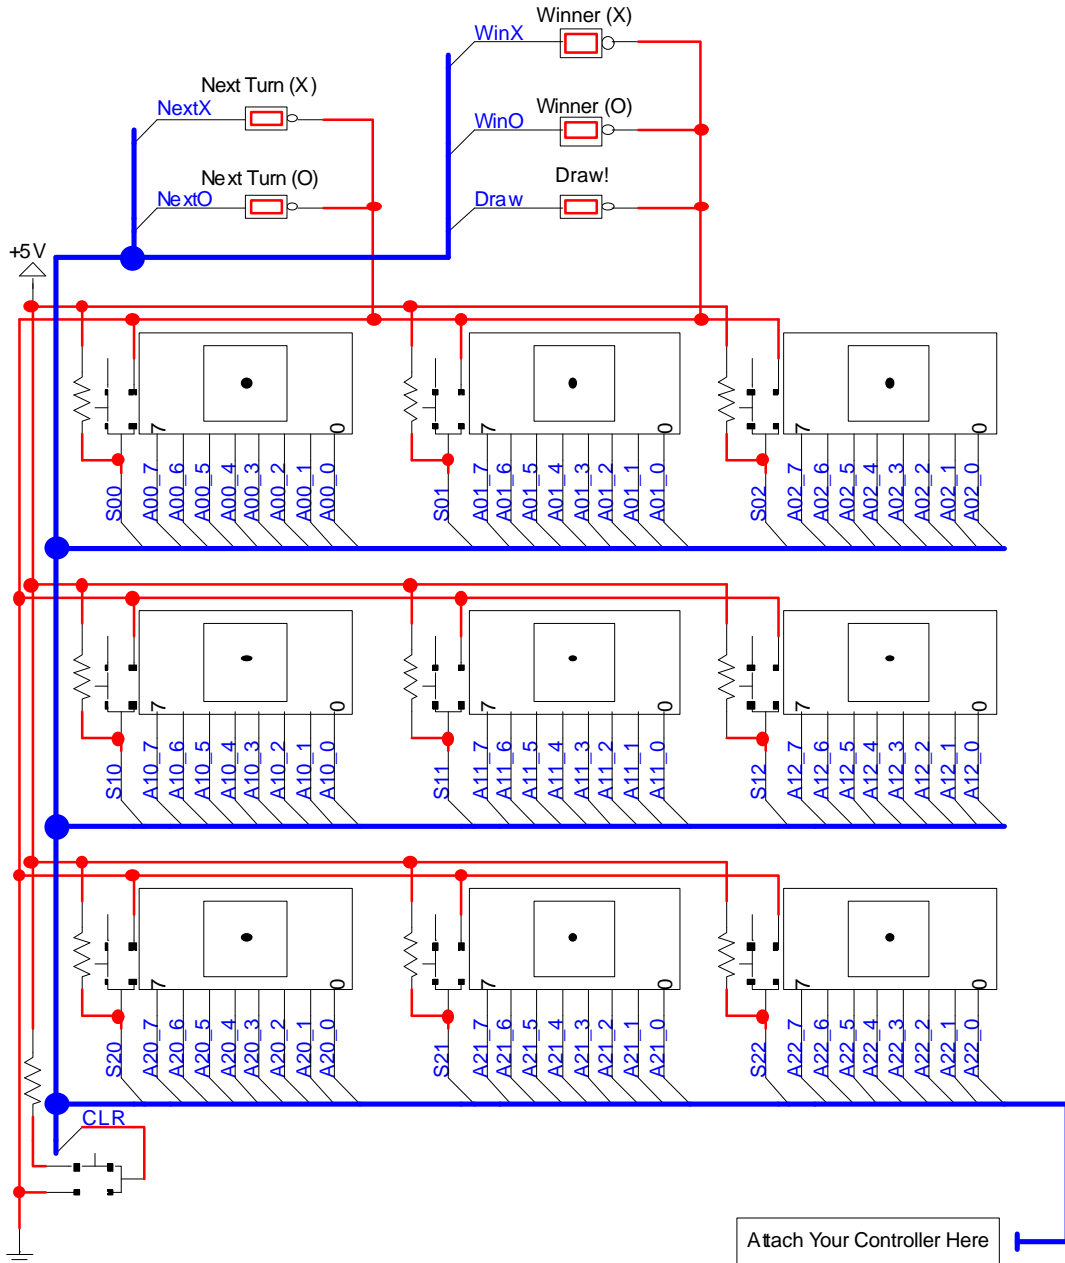 Winner (X)
WinX
Next Turn (X)
NextX
Winner (O)
WinO
Next Turn (O)
NextO
Draw!
Draw
+5V
7 0 7 0 7 0
S00 A00_7 A00_6 A00_5 A00_4 A00_3 A00_2 A00_1 A00_0 S01 A01_7 A01_6 A01_5 A01_4 A01_3 A01_2 A01_1 A01_0 S02 A02_7 A02_6 A02_5 A02_4 A02_3 A02_2 A02_1 A02_0
7 0 7 0 7 0
S10 A10_7 A10_6 A10_5 A10_4 A10_3 A10_2 A10_1 A10_0 S11 A11_7 A11_6 A11_5 A11_4 A11_3 A11_2 A11_1 A11_0 S12 A12_7 A12_6 A12_5 A12_4 A12_3 A12_2 A12_1 A12_0
7 0 7 0 7 0
S20 A20_7 A20_6 A20_5 A20_4 A20_3 A20_2 A20_1 A20_0 S21 A21_7 A21_6 A21_5 A21_4 A21_3 A21_2 A21_1 A21_0 S22 A22_7 A22_6 A22_5 A22_4 A22_3 A22_2 A22_1 A22_0
CLR
Attach Your Controller Here